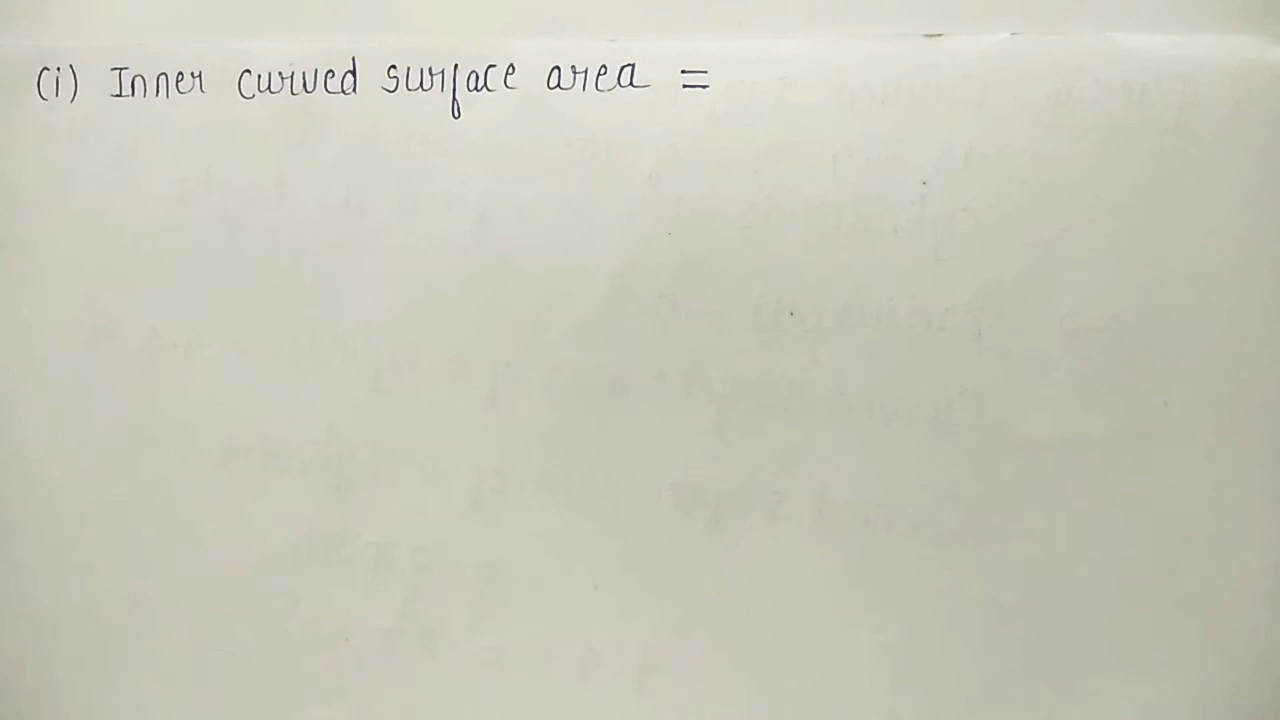 (i) Inner curved surface area =